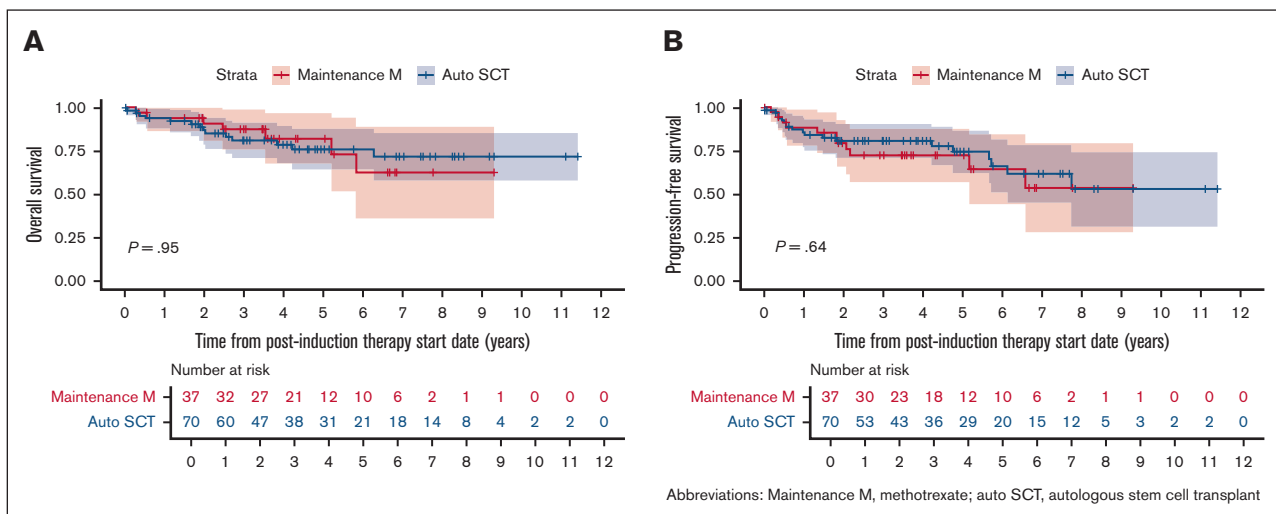 A
Strata Maintenance M Auto SCT
Overall survival
1.00
0.75
0.50
0.25
0.00
P = .95
0 1 2 3 4 5 6 7 8 9 10 11 12
Time from post-induction therapy start date (years)
Number at risk
Maintenance M 37 32 27 21 12 10 6 2 1 1 0 0 0
Auto SCT 70 60 47 38 31 21 18 14 8 4 2 2 0
0 1 2 3 4 5 6 7 8 9 10 11 12
B
Strata Maintenance M Auto SCT
Progression-free survival
1.00
0.75
0.50
0.25
0.00
P = .64
0 1 2 3 4 5 6 7 8 9 10 11 12
Time from post-induction therapy start date (years)
Number at risk
Maintenance M 37 30 23 18 12 10 6 2 1 1 0 0 0
Auto SCT 70 53 43 36 29 20 15 12 5 3 2 2 0
0 1 2 3 4 5 6 7 8 9 10 11 12
Abbreviations: Maintenance M, methotrexate; auto SCT, autologous stem cell transplant